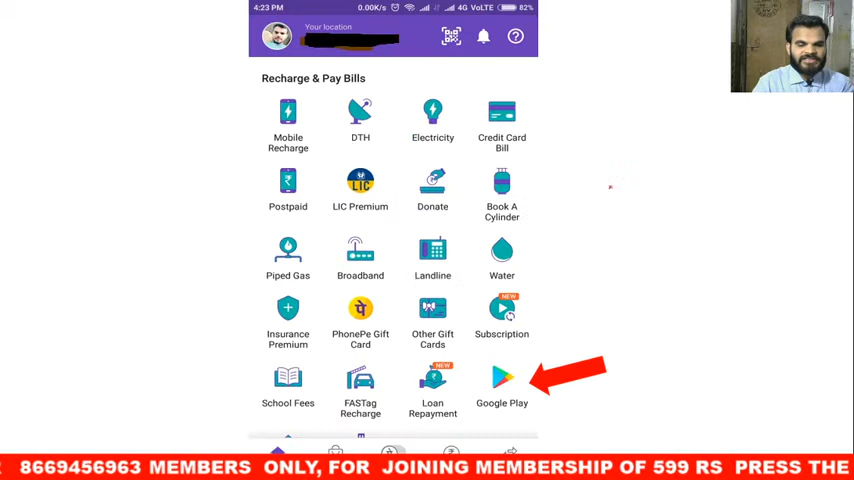 4:23 PM 0.00K/s 4G VoLTE 82%
Your location
Recharge & Pay Bills
Mobile Recharge
DTH
Electricity
Credit Card Bill
Postpaid
LIC
LIC Premium
Donate
Book A Cylinder
Piped Gas
Broadband
Landline
Water
Insurance Premium
पे
PhonePe Gift Card
Other Gift Cards
NEW
Subscription
School Fees
FASTag Recharge
NEW
Loan Repayment
Google Play
8669456963 MEMBERS ONLY, FOR JOINING MEMBERSHIP OF 599 RS PRESS THE